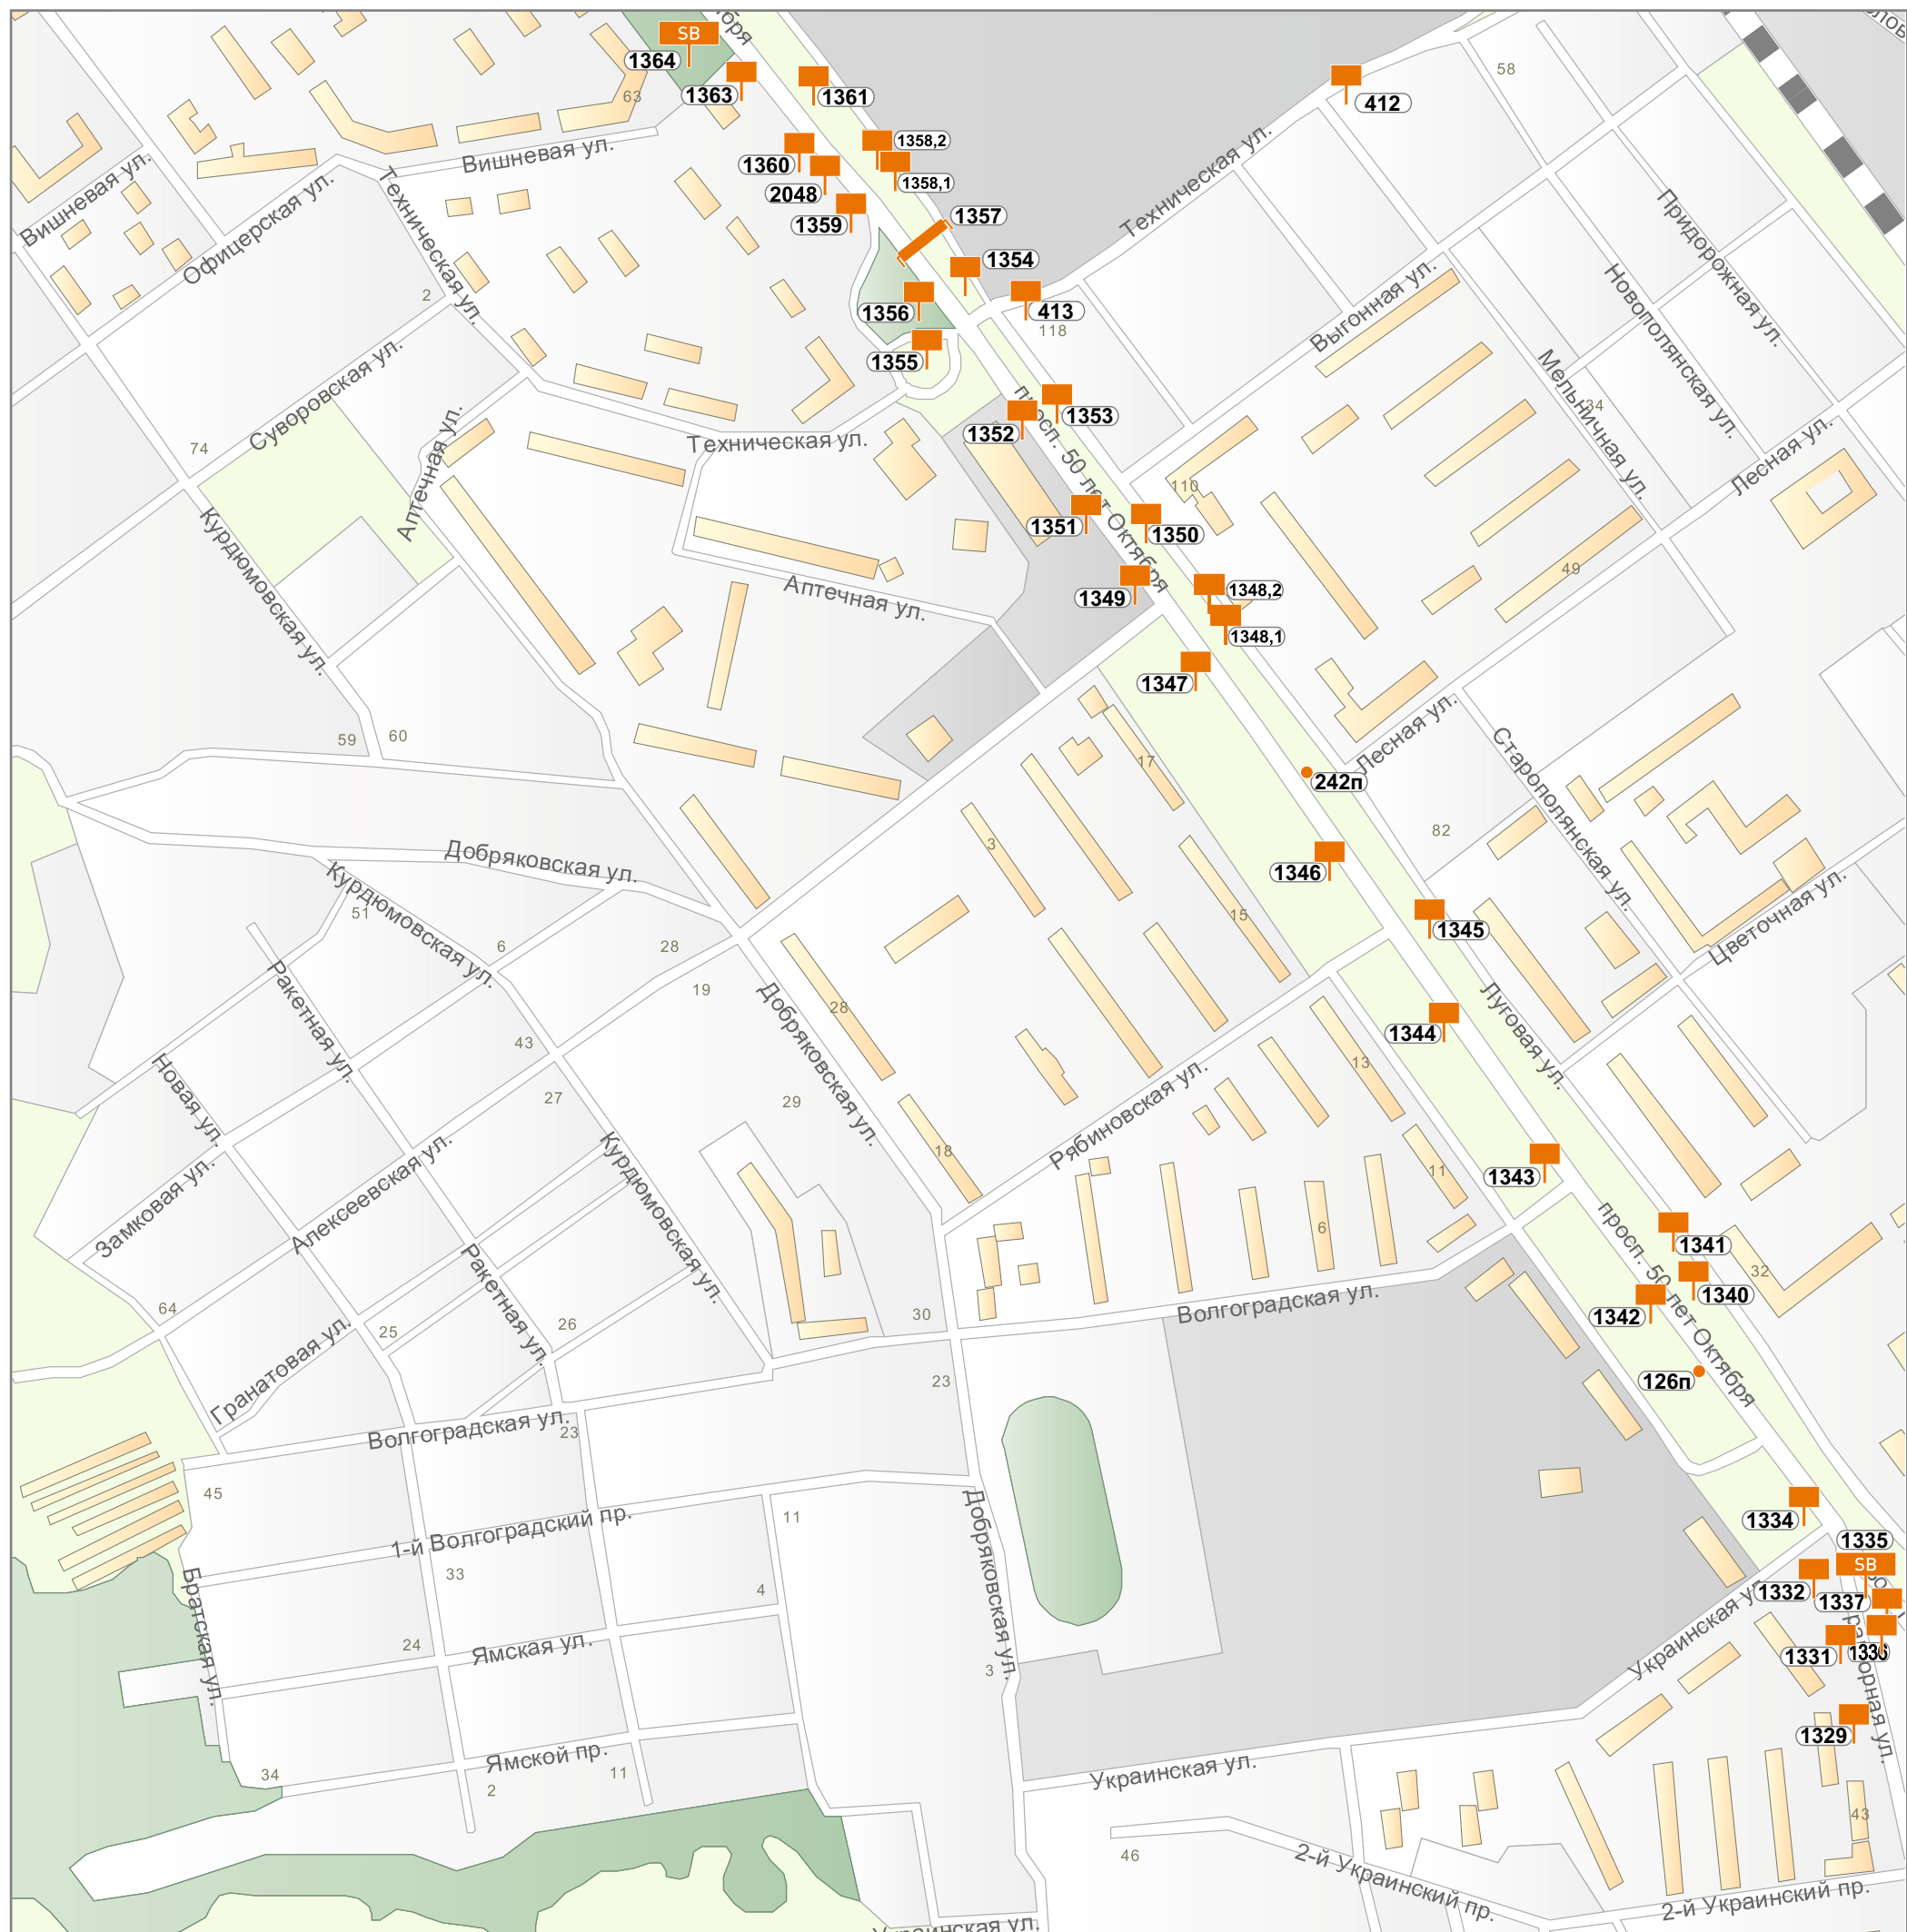 SB
1364
1363
1361
63
412
58
1360
1358,2
1358,1
2048
1359
1357
1354
1356
413
118
1355
1353
1352
1351
1350
1349
1348,2
1348,1
1347
242п
1346
1345
1344
1343
1341
1340
1342
126п
1334
1335
SB
1332
1337
1331
1336
1329
Вишневая ул.
Вишневая ул.
Офицерская ул.
Техническая ул.
Техническая ул.
Техническая ул.
Суворовская ул.
Аптечная ул.
Аптечная ул.
Курдюмовская ул.
Выгонная ул.
Придорожная ул.
Новополянская ул.
Мельничная ул.
Лесная ул.
Лесная ул.
просп. 50 лет Октября
Старополянская ул.
Цветочная ул.
Луговая ул.
просп. 50 лет Октября
Добряковская ул.
Курдюмовская ул.
Ракетная ул.
Новая ул.
Замковая ул.
Алексеевская ул.
Гранатовая ул.
Ракетная ул.
Курдюмовская ул.
Добряковская ул.
Рябиновская ул.
Волгоградская ул.
Волгоградская ул.
1-й Волгоградский пр.
Братская ул.
Ямская ул.
Ямской пр.
Добряковская ул.
Украинская ул.
Украинская ул.
2-й Украинский пр.
2-й Украинский пр.
Украинская ул.
2
74
34
110
49
59
60
17
82
3
15
51
6
28
19
28
43
27
29
13
18
11
6
32
64
25
26
30
23
23
45
11
33
4
24
3
34
2
11
43
46